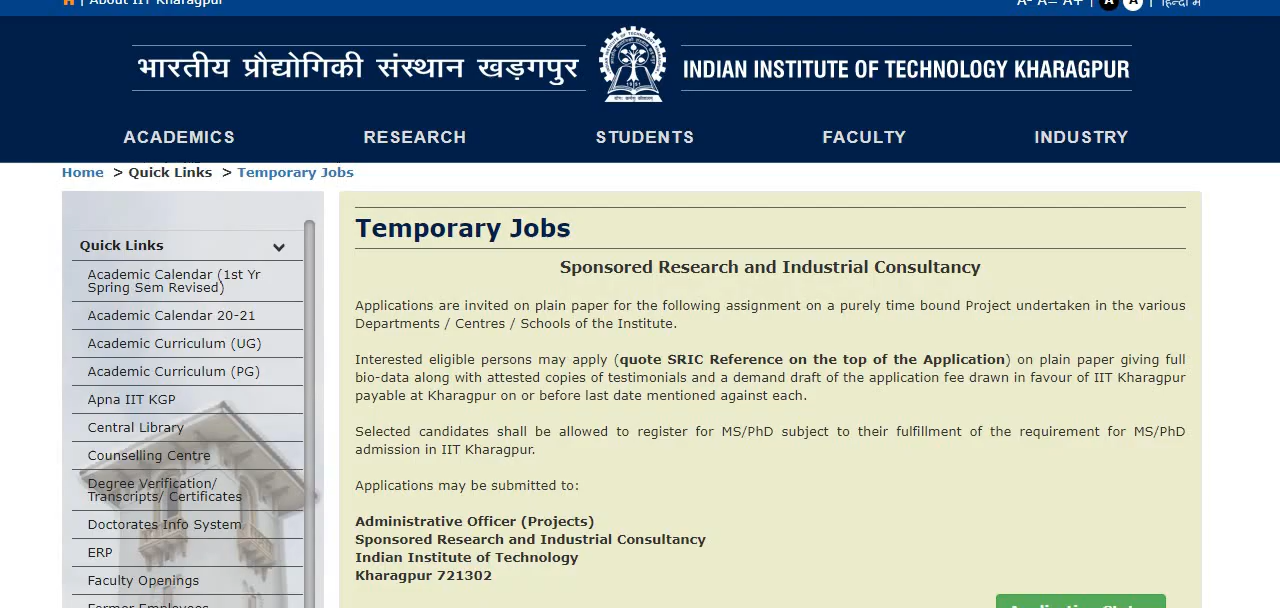 | About IIT Kharagpur
A- A= A+ | A A | हिन्दी में
भारतीय प्रौद्योगिकी संस्थान खड़गपुर
INDIAN INSTITUTE OF TECHNOLOGY KHARAGPUR
ACADEMICS RESEARCH STUDENTS FACULTY INDUSTRY
Home > Quick Links > Temporary Jobs
Quick Links
Academic Calendar (1st Yr
Spring Sem Revised)
Academic Calendar 20-21
Academic Curriculum (UG)
Academic Curriculum (PG)
Apna IIT KGP
Central Library
Counselling Centre
Degree Verification/
Transcripts/ Certificates
Doctorates Info System
ERP
Faculty Openings
Former Employees
Temporary Jobs
Sponsored Research and Industrial Consultancy
Applications are invited on plain paper for the following assignment on a purely time bound Project undertaken in the various
Departments / Centres / Schools of the Institute.
Interested eligible persons may apply (quote SRIC Reference on the top of the Application) on plain paper giving full
bio-data along with attested copies of testimonials and a demand draft of the application fee drawn in favour of IIT Kharagpur
payable at Kharagpur on or before last date mentioned against each.
Selected candidates shall be allowed to register for MS/PhD subject to their fulfillment of the requirement for MS/PhD
admission in IIT Kharagpur.
Applications may be submitted to:
Administrative Officer (Projects)
Sponsored Research and Industrial Consultancy
Indian Institute of Technology
Kharagpur 721302
Application Status